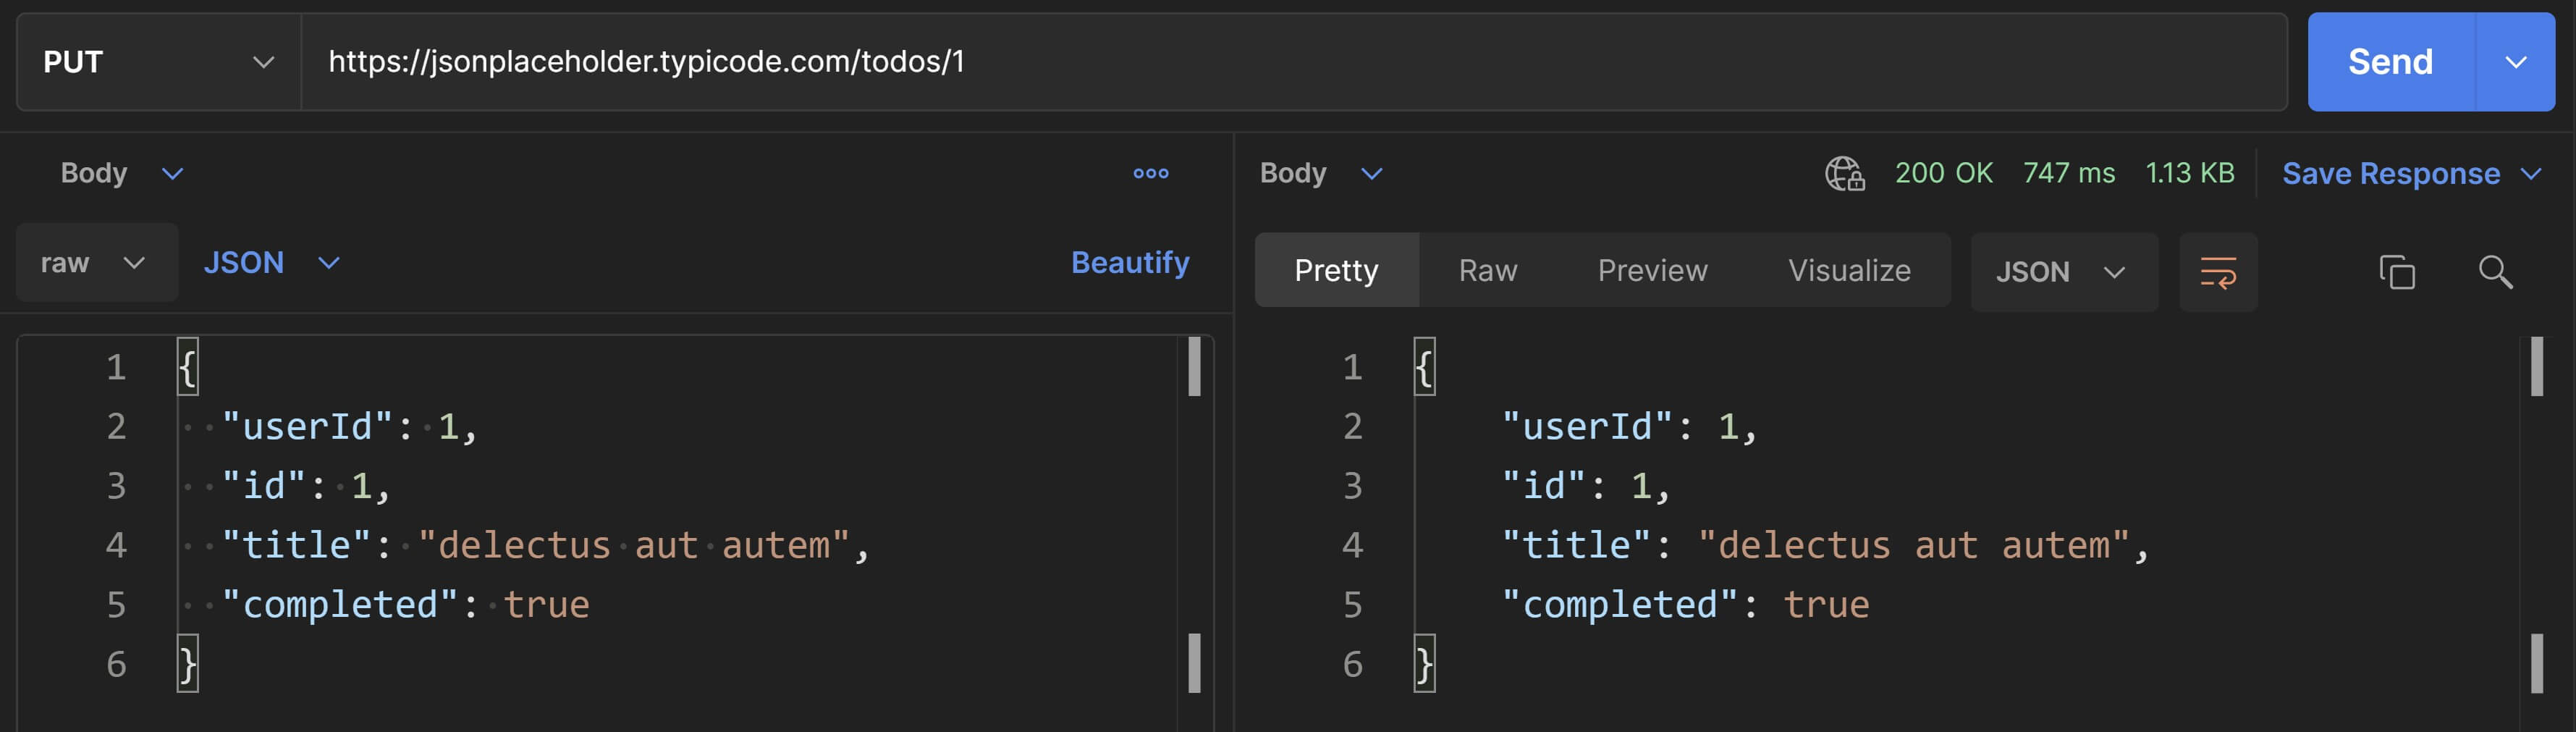 PUT https://jsonplaceholder.typicode.com/todos/1 Send
Body
raw JSON Beautify
1 {
2 "userId": 1,
3 "id": 1,
4 "title": "delectus aut autem",
5 "completed": true
6 }
Body 200 OK 747 ms 1.13 KB Save Response
Pretty Raw Preview Visualize JSON
1 {
2 "userId": 1,
3 "id": 1,
4 "title": "delectus aut autem",
5 "completed": true
6 }